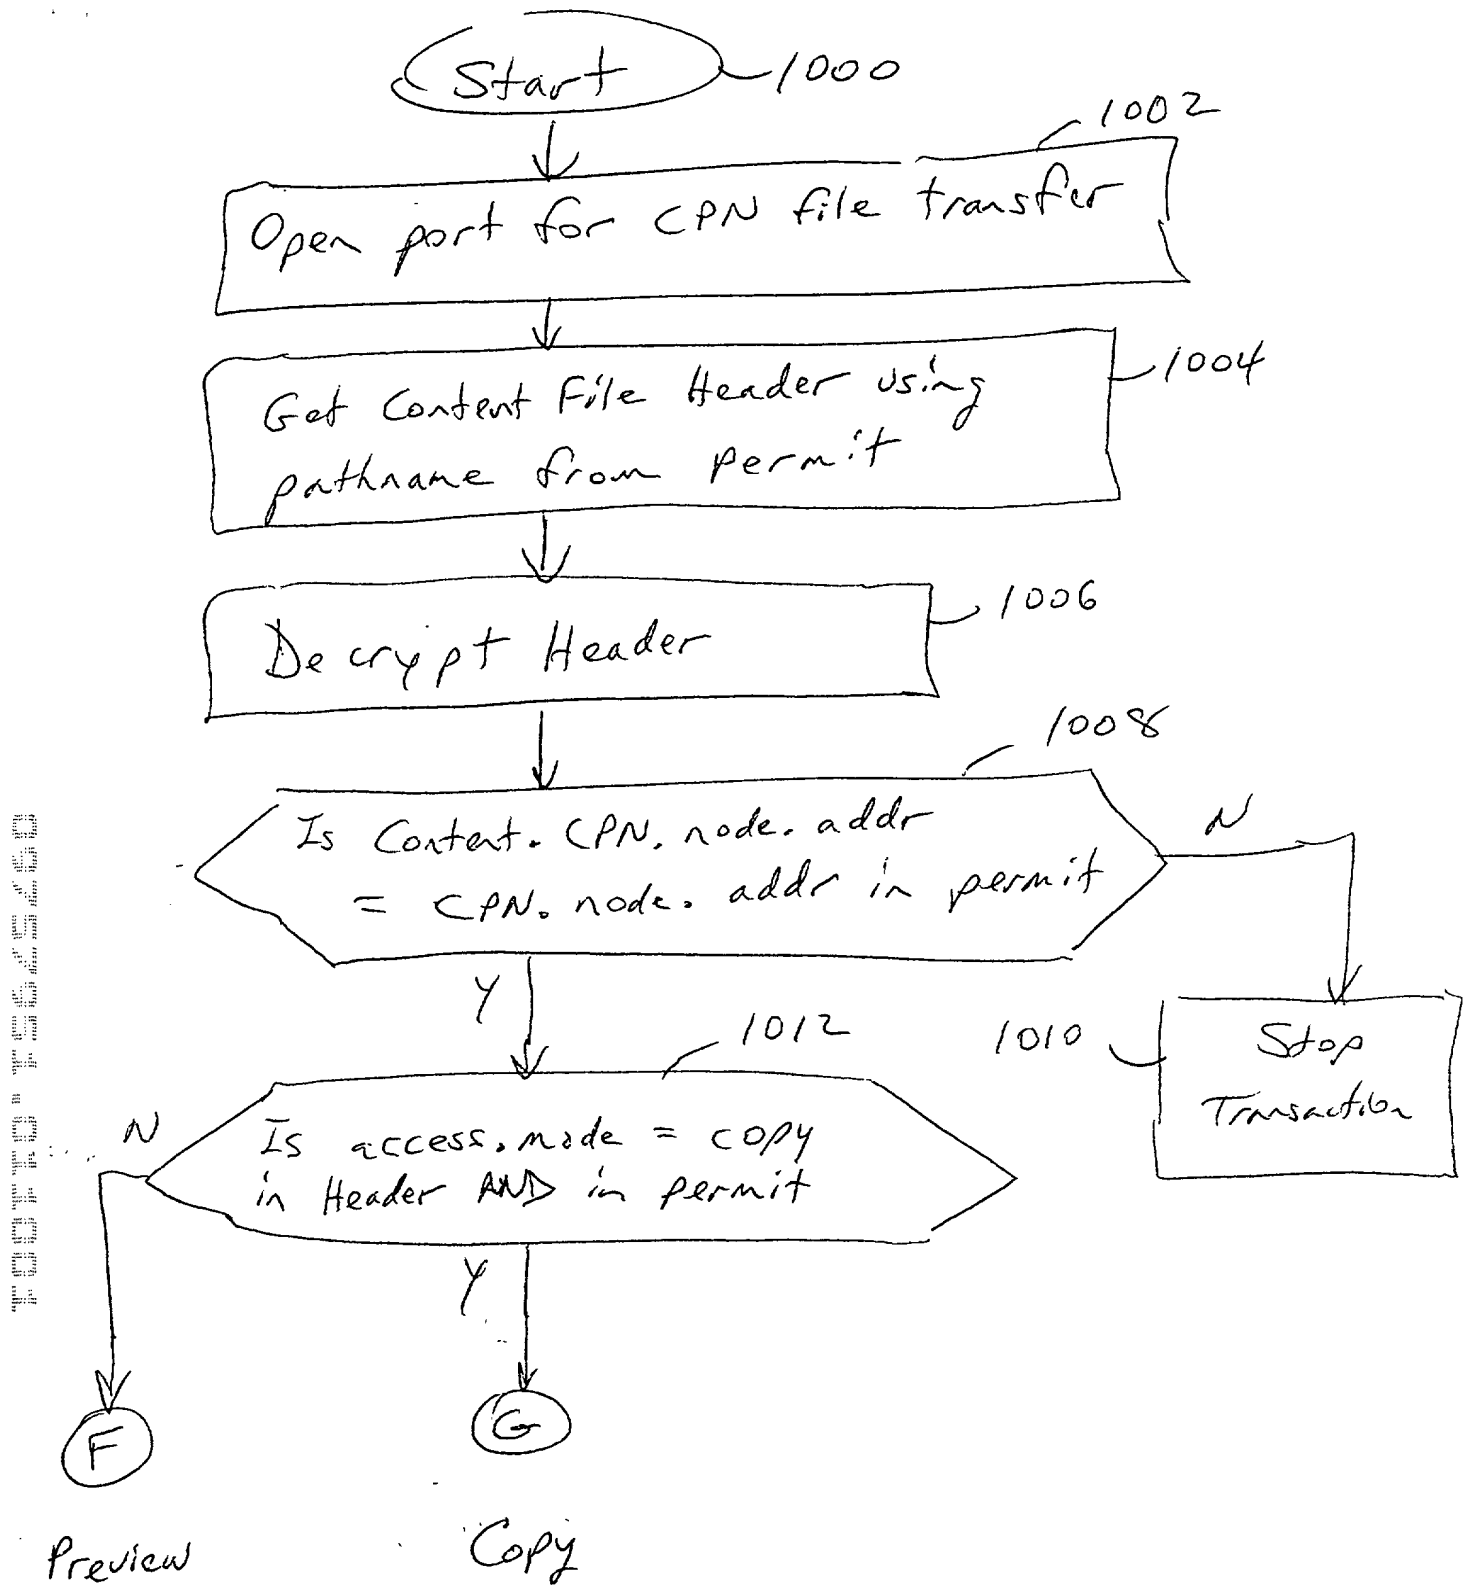 Start
1000
1002
Open port for CPN file transfer
1004
Get Content File Header using
pathname from permit
1006
Decrypt Header
1008
Is Content.CPN.node.addr
= CPN.node.addr in permit
N
Y
1010
Stop
Transaction
1012
Is access.mode = copy
in Header AND in permit
N
Y
F
G
Preview
Copy
09757951.011001